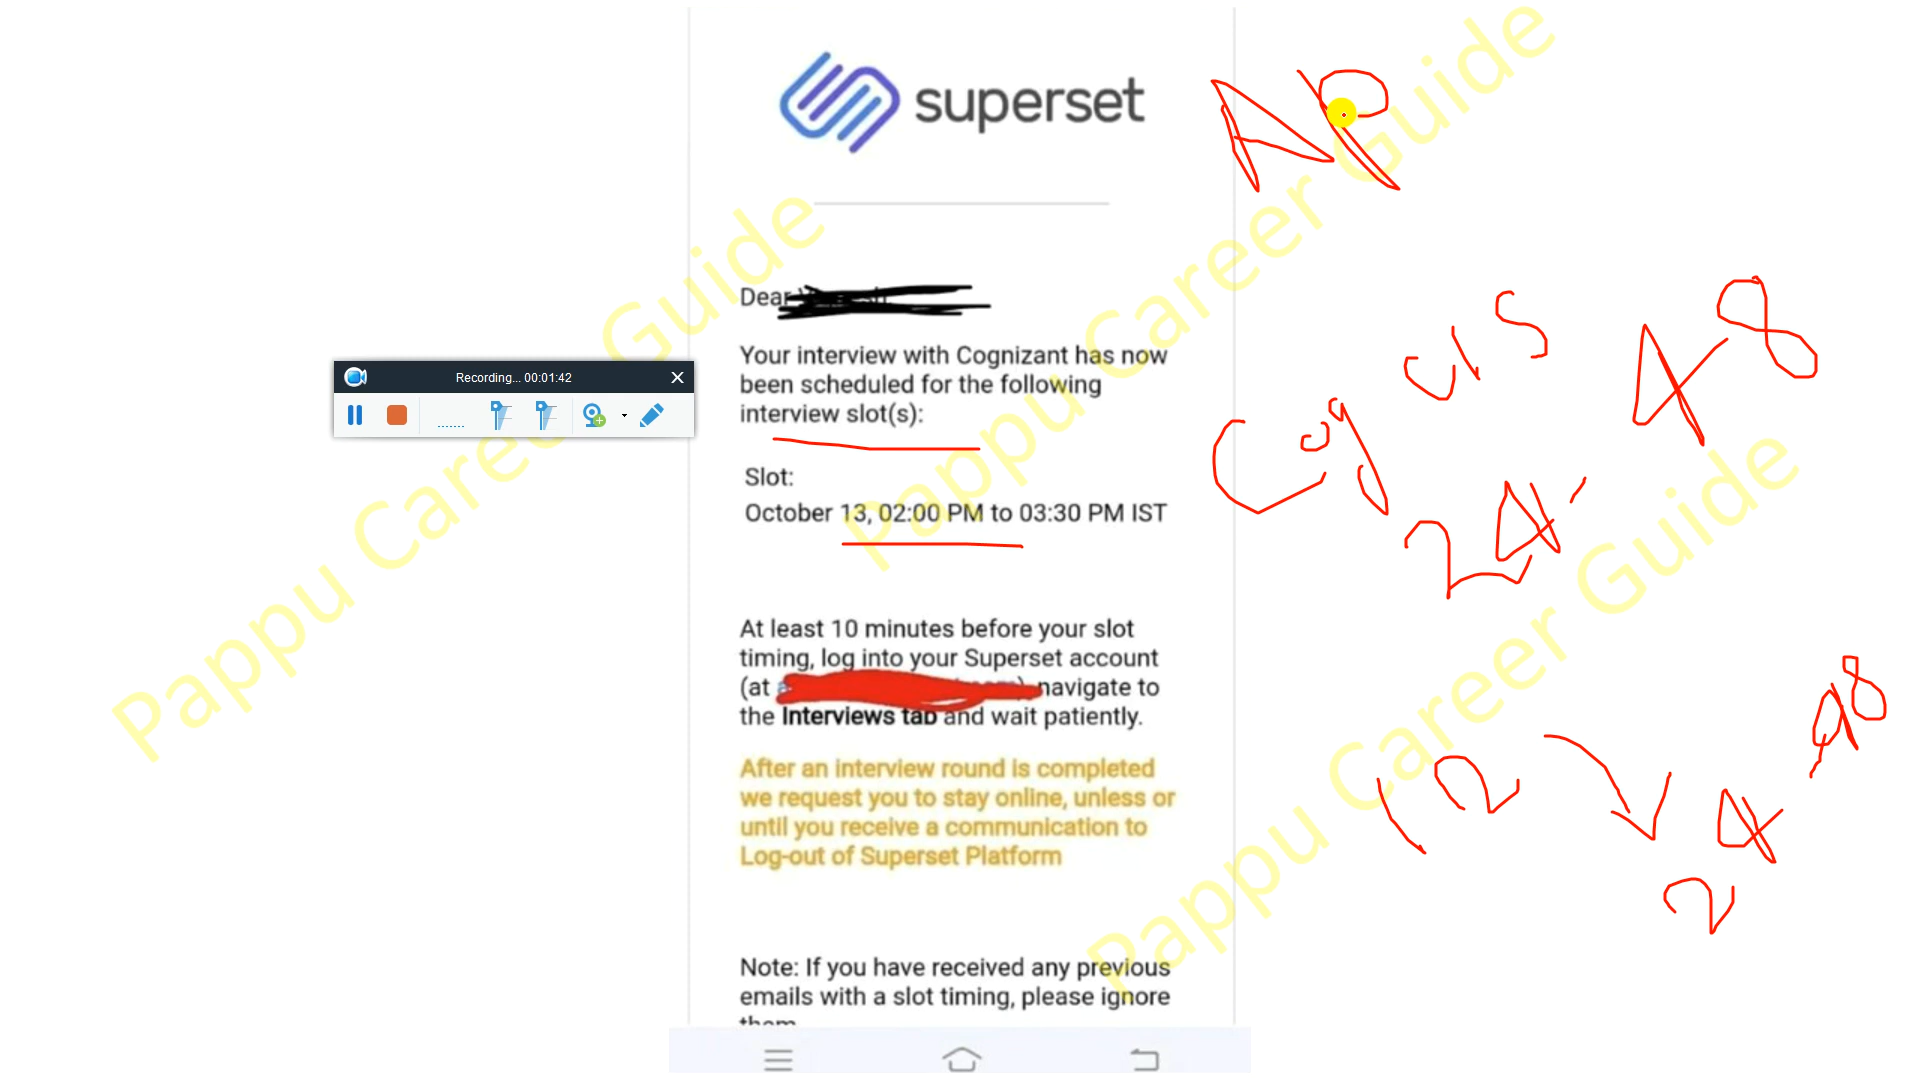 superset
AP
Dear
Your interview with Cognizant has now
been scheduled for the following
interview slot(s):
Recording... 00:01:42
Slot:
October 13, 02:00 PM to 03:30 PM IST
Cog
48
24
At least 10 minutes before your slot
timing, log into your Superset account
(at navigate to
the Interviews tab and wait patiently.
After an interview round is completed
we request you to stay online, unless or
until you receive a communication to
Log-out of Superset Platform
12
24 - 48
Note: If you have received any previous
emails with a slot timing, please ignore
them
Pappu Career Guide
Pappu Career Guide
Pappu Career Guide